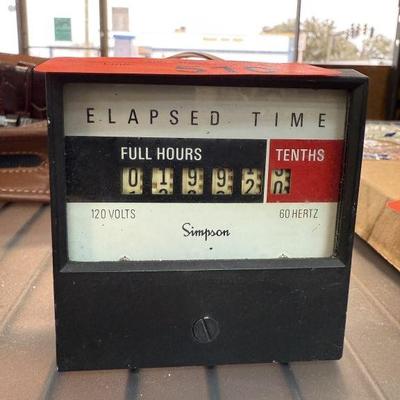 ELAPSED TIME
FULL HOURS TENTHS
0 1 9 9 2 0
120 VOLTS 60 HERTZ
Simpson